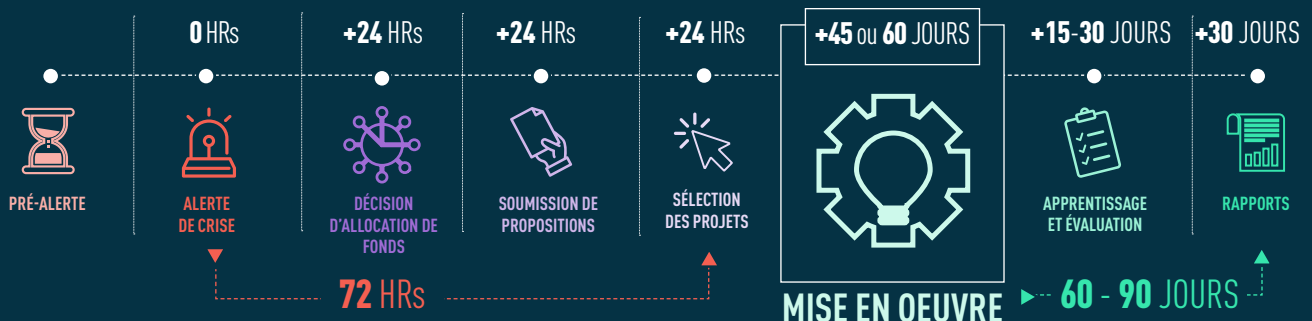 0 HRs
+24 HRs
+24 HRs
+24 HRs
+45 ou 60 JOURS
+15-30 JOURS
+30 JOURS
PRÉ-ALERTE
ALERTE
DE CRISE
DÉCISION
D'ALLOCATION DE
FONDS
SOUMISSION DE
PROPOSITIONS
SÉLECTION
DES PROJETS
APPRENTISSAGE
ET ÉVALUATION
RAPPORTS
72 HRs
MISE EN OEUVRE
60 - 90 JOURS